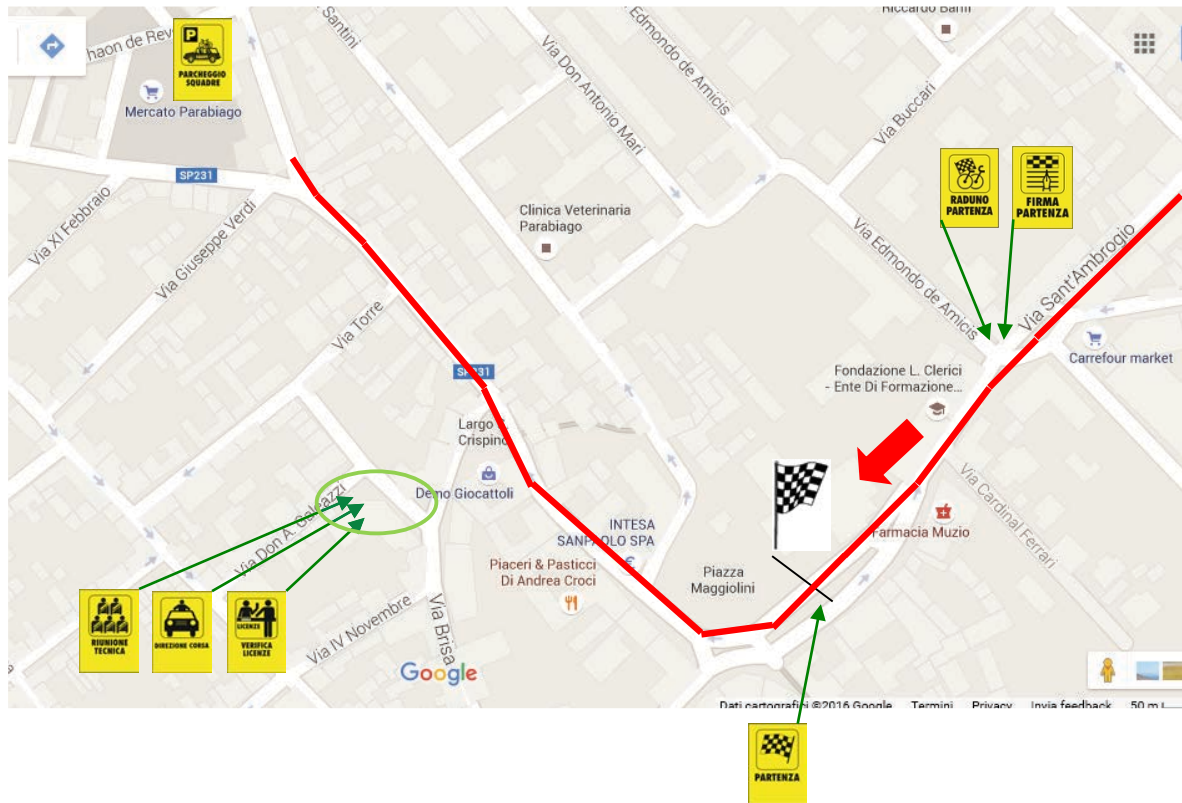 Riccardo Banfi
Santini
haon de Rev
P
PARCHEGGIO
SQUADRE
Mercato Parabiago
Via Edmondo de Amicis
Via Don Antonio Mari
Via Buccari
SP231
Via XI Febbraio
Via Giuseppe Verdi
Clinica Veterinaria
Parabiago
RADUNO
PARTENZA
FIRMA
PARTENZA
Via Edmondo de Amicis
Via Sant'Ambrogio
Via Torre
Carrefour market
SP231
Fondazione L. Clerici
- Ente Di Formazione...
Largo
Crispino
Demo Giocattoli
Via Don A. Galeazzi
INTESA
SANPAOLO SPA
€
Farmacia Muzio
Via Cardinal Ferrari
Piaceri & Pasticci
Di Andrea Croci
Piazza
Maggiolini
RIUNIONE
TECNICA
DIREZIONE CORSA
LICENZE
VERIFICA
LICENZE
Via IV Novembre
Via Brisa
Google
Dati cartografici ©2016 Google Termini Privacy Invia feedback 50 m
PARTENZA